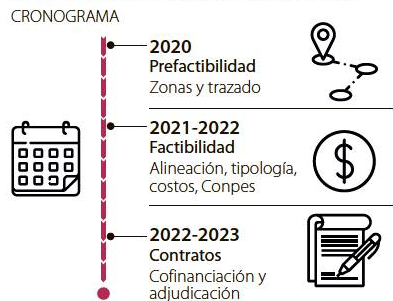 CRONOGRAMA
2020
Prefactibilidad
Zonas y trazado
2021-2022
Factibilidad
Alineación, tipología,
costos, Conpes
$
2022-2023
Contratos
Cofinanciación y
adjudicación